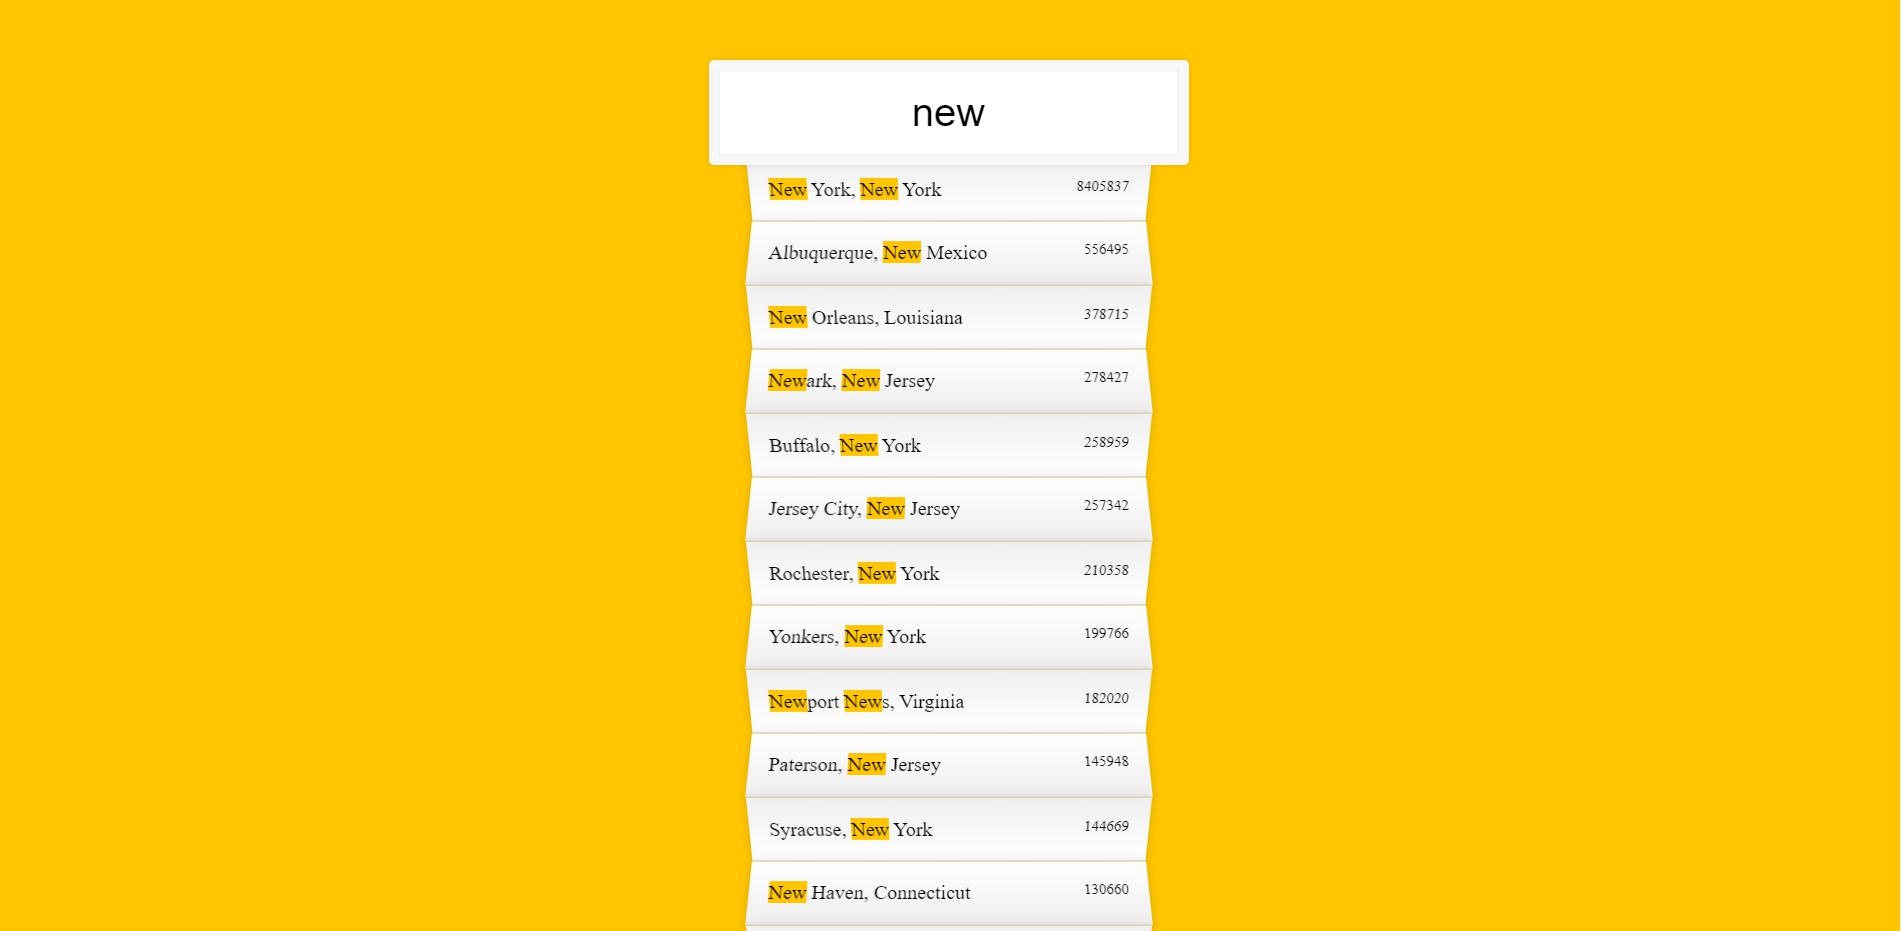 new
New York, New York 8405837
Albuquerque, New Mexico 556495
New Orleans, Louisiana 378715
Newark, New Jersey 278427
Buffalo, New York 258959
Jersey City, New Jersey 257342
Rochester, New York 210358
Yonkers, New York 199766
Newport News, Virginia 182020
Paterson, New Jersey 145948
Syracuse, New York 144669
New Haven, Connecticut 130660